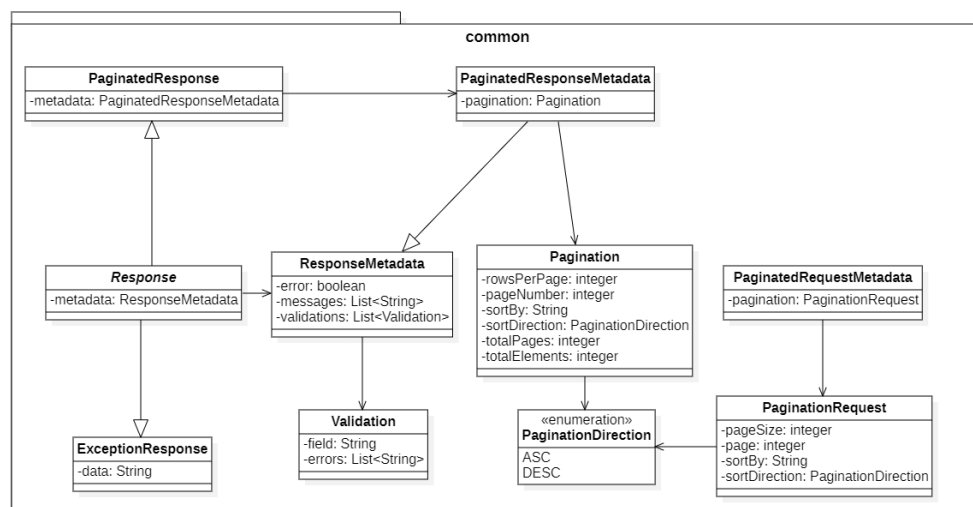 common
PaginatedResponse
-metadata: PaginatedResponseMetadata
PaginatedResponseMetadata
-pagination: Pagination
Response
-metadata: ResponseMetadata
ResponseMetadata
-error: boolean
-messages: List<String>
-validations: List<Validation>
Pagination
-rowsPerPage: integer
-pageNumber: integer
-sortBy: String
-sortDirection: PaginationDirection
-totalPages: integer
-totalElements: integer
PaginatedRequestMetadata
-pagination: PaginationRequest
ExceptionResponse
-data: String
Validation
-field: String
-errors: List<String>
«enumeration»
PaginationDirection
ASC
DESC
PaginationRequest
-pageSize: integer
-page: integer
-sortBy: String
-sortDirection: PaginationDirection